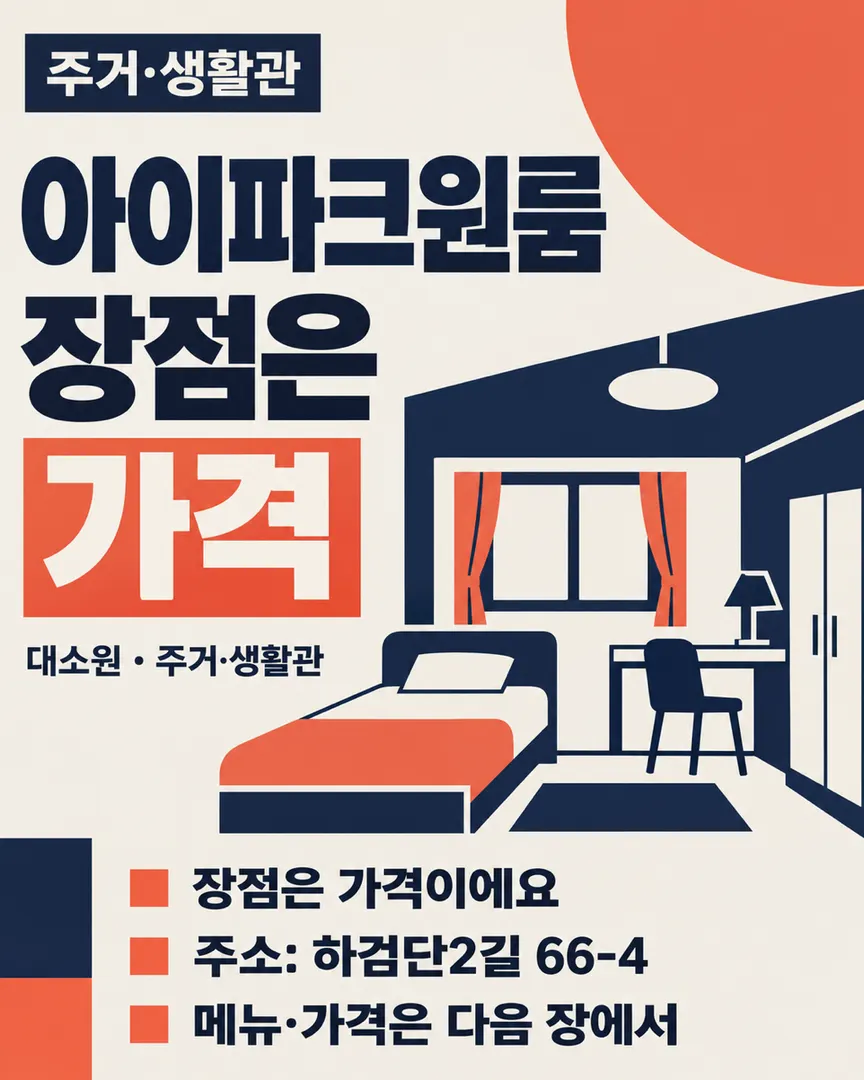 주거·생활관
아이파크원룸
장점은
가격
대소원 • 주거·생활관
장점은 가격이에요
주소: 하검단2길 66-4
메뉴·가격은 다음 장에서